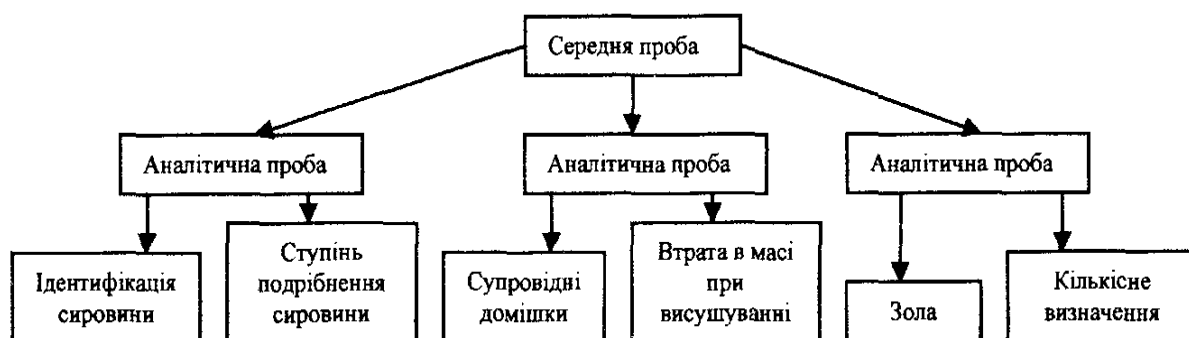 Середня проба
Аналітична проба
Аналітична проба
Аналітична проба
Ідентифікація
сировини
Ступінь
подрібнення
сировини
Супровідні
домішки
Втрата в масі
при
висушуванні
Зола
Кількісне
визначення